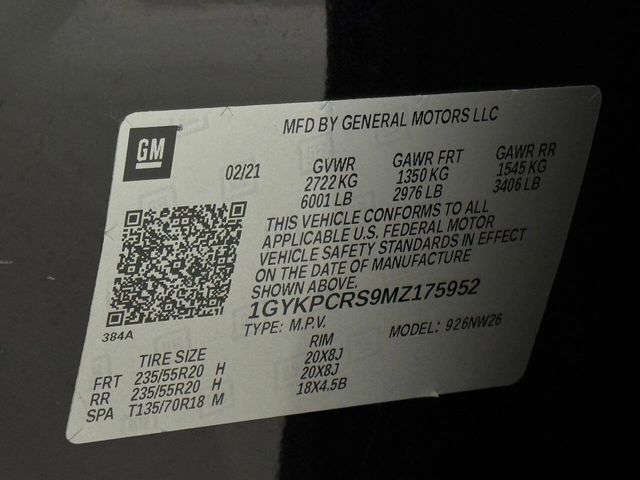 MFD BY GENERAL MOTORS LLC
GM
02/21 GVWR GAWR FRT GAWR RR
2722 KG 1350 KG 1545 KG
6001 LB 2976 LB 3406 LB
THIS VEHICLE CONFORMS TO ALL
APPLICABLE U.S. FEDERAL MOTOR
VEHICLE SAFETY STANDARDS IN EFFECT
ON THE DATE OF MANUFACTURE
SHOWN ABOVE.
1GYKPCRS9MZ175952
384A
TYPE: M.P.V. MODEL: 926NW26
TIRE SIZE RIM
FRT 235/55R20 H 20X8J
RR 235/55R20 H 20X8J
SPA T135/70R18 M 18X4.5B